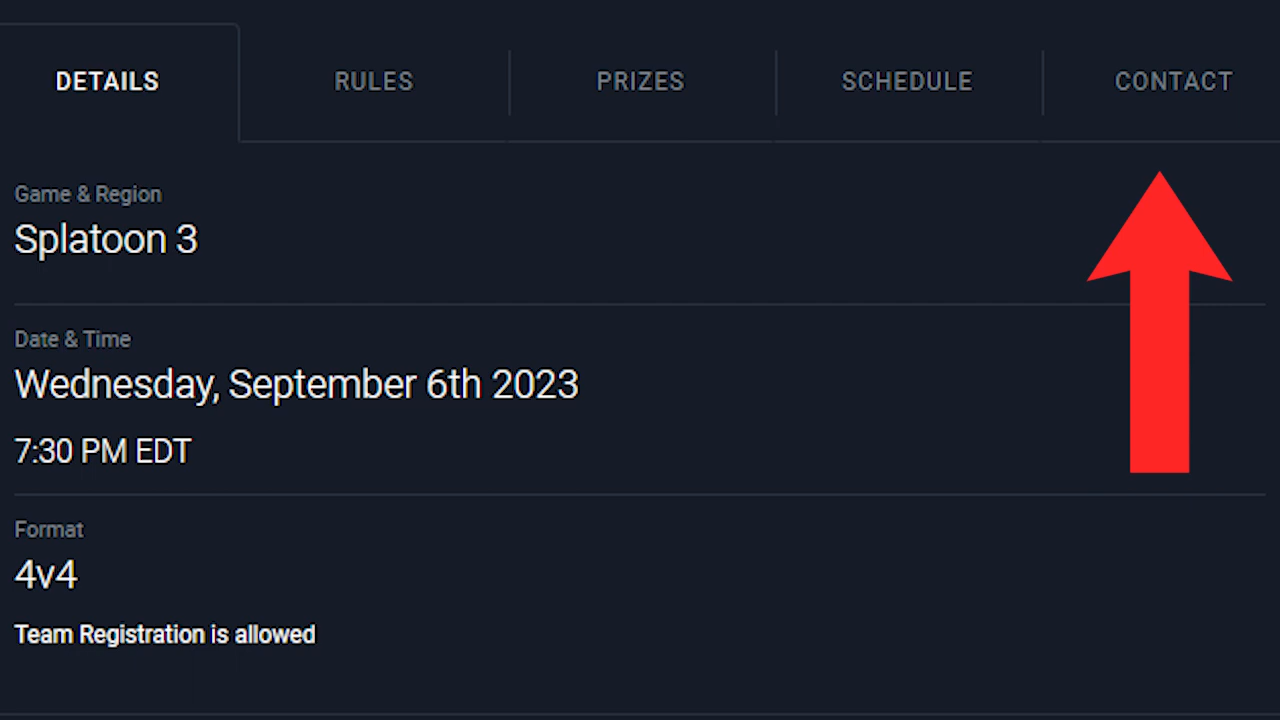 DETAILS RULES PRIZES SCHEDULE CONTACT
Game & Region
Splatoon 3
Date & Time
Wednesday, September 6th 2023
7:30 PM EDT
Format
4v4
Team Registration is allowed